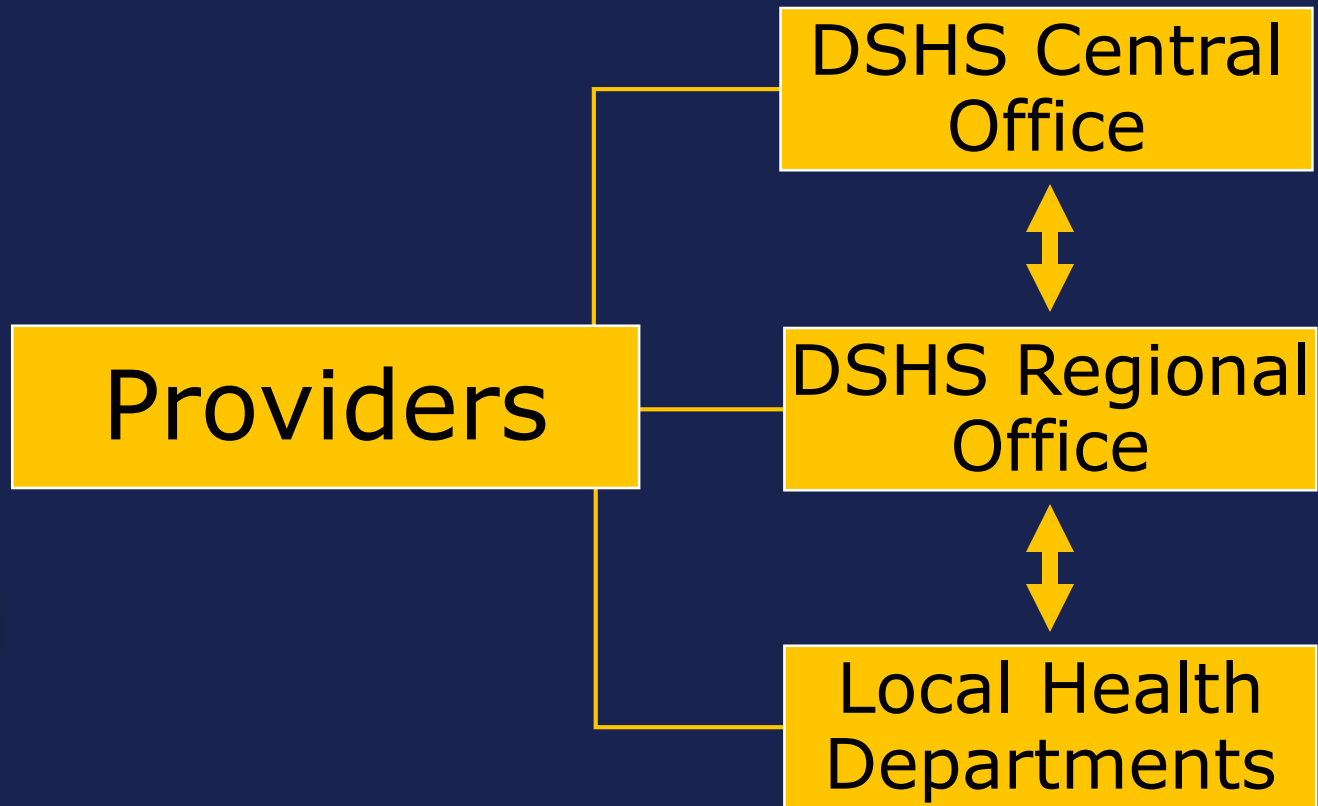 Providers
DSHS Central
Office
DSHS Regional
Office
Local Health
Departments